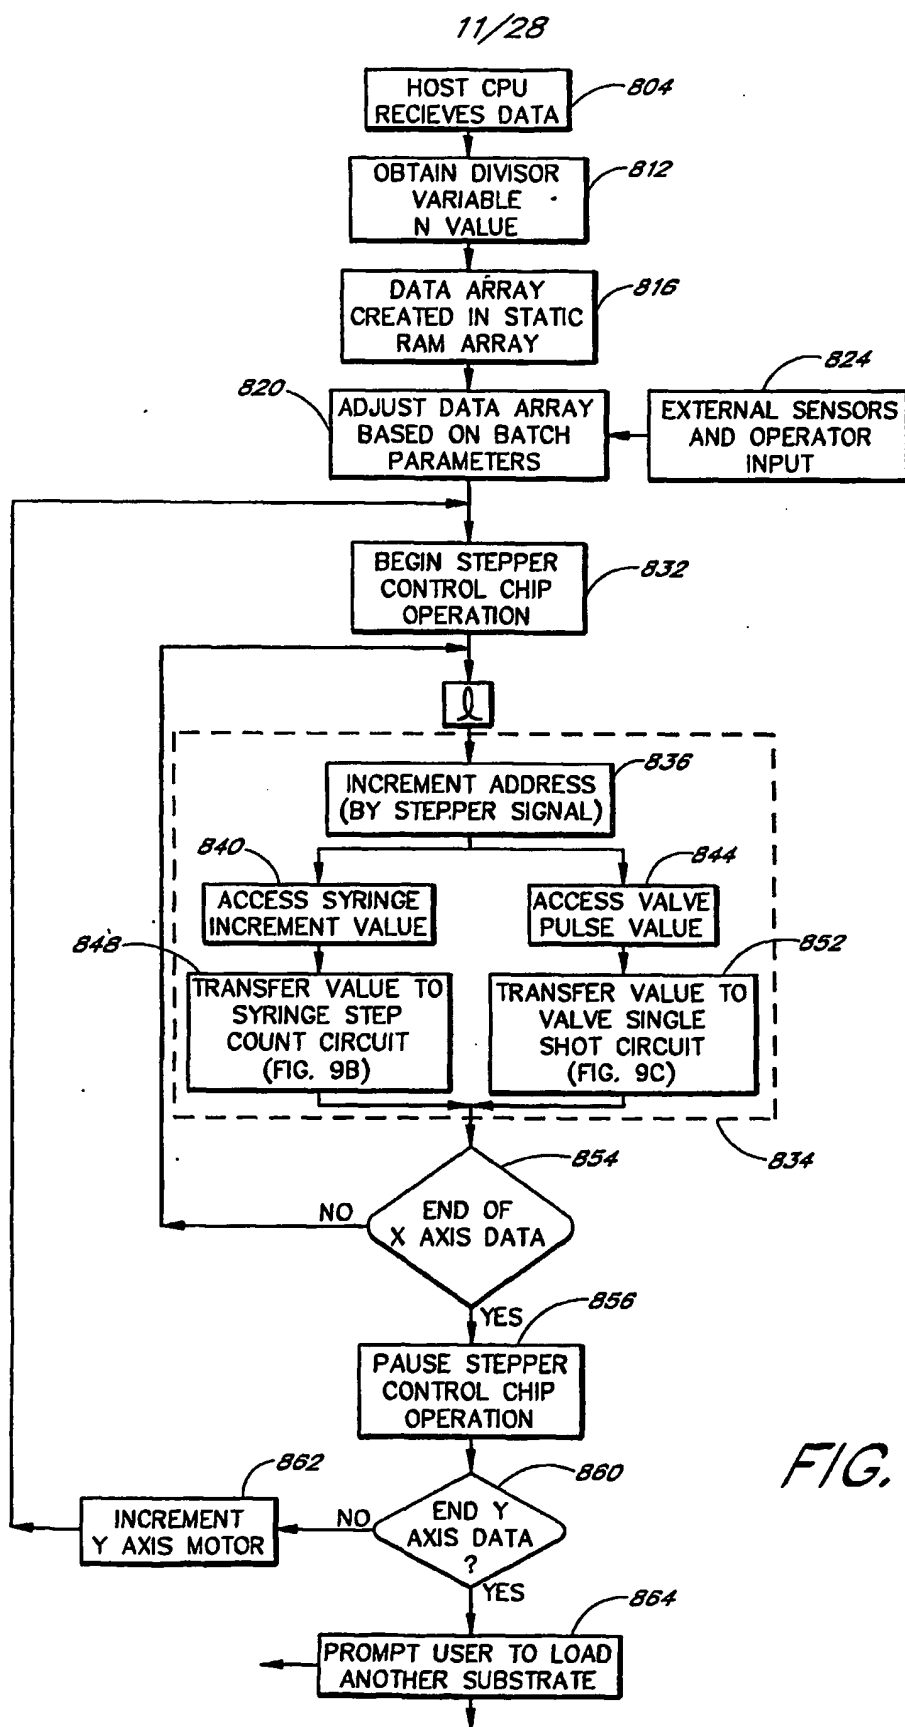 11/28
HOST CPU
RECIEVES DATA
804
OBTAIN DIVISOR
VARIABLE
N VALUE
812
DATA ARRAY
CREATED IN STATIC
RAM ARRAY
816
820
ADJUST DATA ARRAY
BASED ON BATCH
PARAMETERS
824
EXTERNAL SENSORS
AND OPERATOR
INPUT
BEGIN STEPPER
CONTROL CHIP
OPERATION
832
l
INCREMENT ADDRESS
(BY STEPPER SIGNAL)
836
840
ACCESS SYRINGE
INCREMENT VALUE
844
ACCESS VALVE
PULSE VALUE
848
TRANSFER VALUE TO
SYRINGE STEP
COUNT CIRCUIT
(FIG. 9B)
852
TRANSFER VALUE TO
VALVE SINGLE
SHOT CIRCUIT
(FIG. 9C)
834
854
END OF
X AXIS DATA
NO
YES
856
PAUSE STEPPER
CONTROL CHIP
OPERATION
860
END Y
AXIS DATA
?
NO
YES
862
INCREMENT
Y AXIS MOTOR
864
PROMPT USER TO LOAD
ANOTHER SUBSTRATE
FIG.